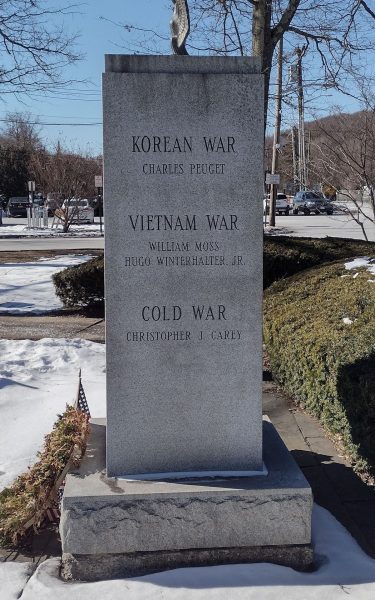 KOREAN WAR
CHARLES PEUGET
VIETNAM WAR
WILLIAM MOSS
HUGO WINTERHALTER, JR.
COLD WAR
CHRISTOPHER J. CAREY